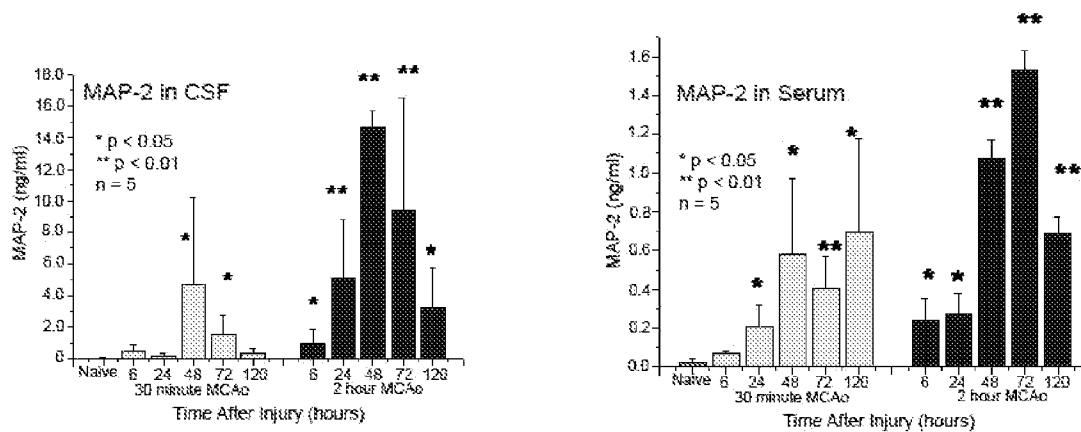 MAP-2 in CSF
* p < 0.05
** p < 0.01
n = 5
MAP-2 (ng/ml)
18.0
16.0
14.0
12.0
10.0
8.0
6.0
4.0
2.0
0
* * * ** ** ** *
Naive 6 24 48 72 120 6 24 48 72 120
30 minute MCAo 2 hour MCAo
Time After Injury (hours)
MAP-2 in Serum
* p < 0.05
** p < 0.01
n = 5
MAP-2 (ng/ml)
1.6
1.4
1.2
1.0
0.8
0.6
0.4
0.2
0.0
* * ** * * * ** ** **
Naive 6 24 48 72 120 6 24 48 72 120
30 minute MCAo 2 hour MCAo
Time After Injury (hours)